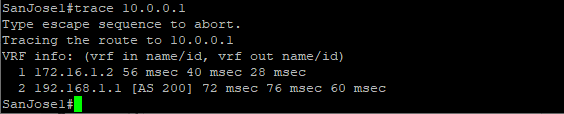 SanJose1#trace 10.0.0.1
Type escape sequence to abort.
Tracing the route to 10.0.0.1
VRF info: (vrf in name/id, vrf out name/id)
  1 172.16.1.2 56 msec 40 msec 28 msec
  2 192.168.1.1 [AS 200] 72 msec 76 msec 60 msec
SanJose1#